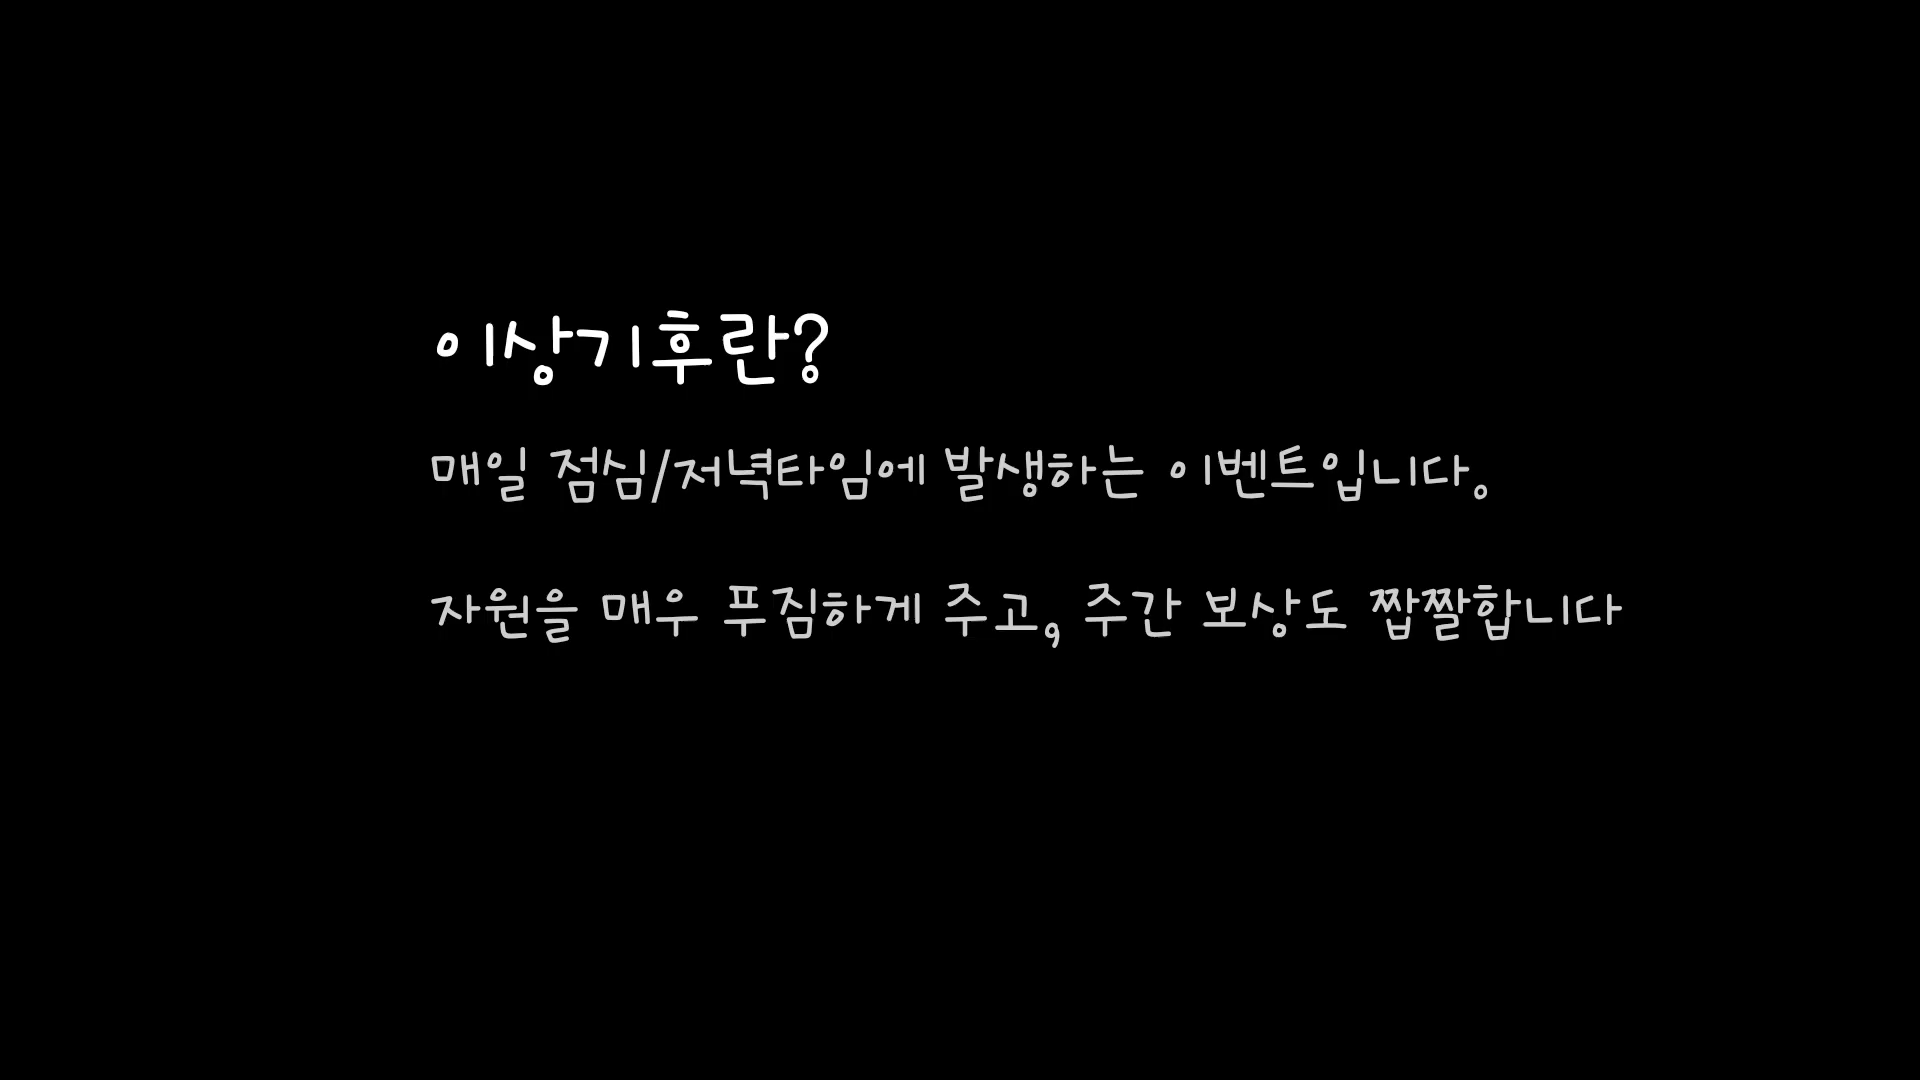 이상기후란?
매일 점심/저녁타임에 발생하는 이벤트입니다.
자원을 매우 푸짐하게 주고, 주간 보상도 짭짤합니다